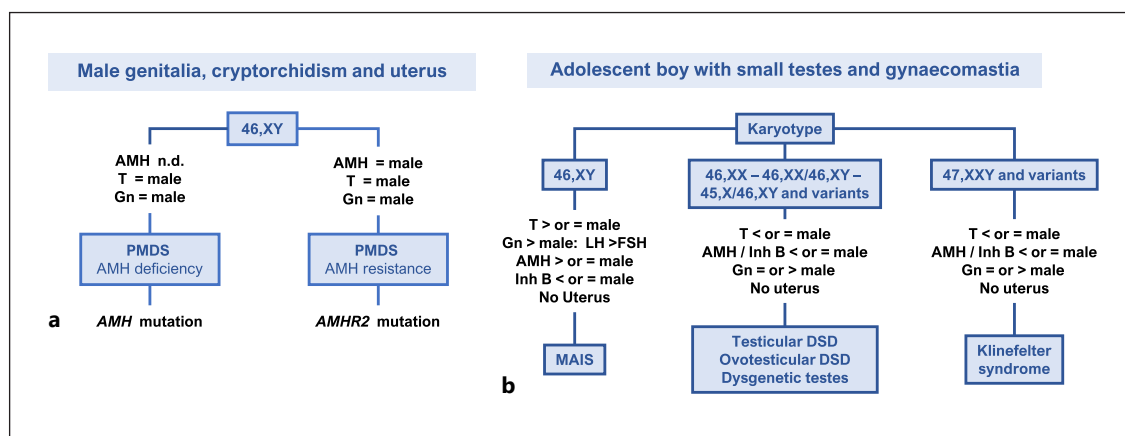 Male genitalia, cryptorchidism and uterus
46,XY
AMH n.d.
T = male
Gn = male
AMH = male
T = male
Gn = male
PMDS
AMH deficiency
PMDS
AMH resistance
AMH mutation
AMHR2 mutation
a
Adolescent boy with small testes and gynaecomastia
Karyotype
46,XY
46,XX – 46,XX/46,XY –
45,X/46,XY and variants
47,XXY and variants
T > or = male
Gn > male: LH >FSH
AMH > or = male
Inh B < or = male
No Uterus
T < or = male
AMH / Inh B < or = male
Gn = or > male
No uterus
T < or = male
AMH / Inh B < or = male
Gn = or > male
No uterus
MAIS
Testicular DSD
Ovotesticular DSD
Dysgenetic testes
Klinefelter
syndrome
b